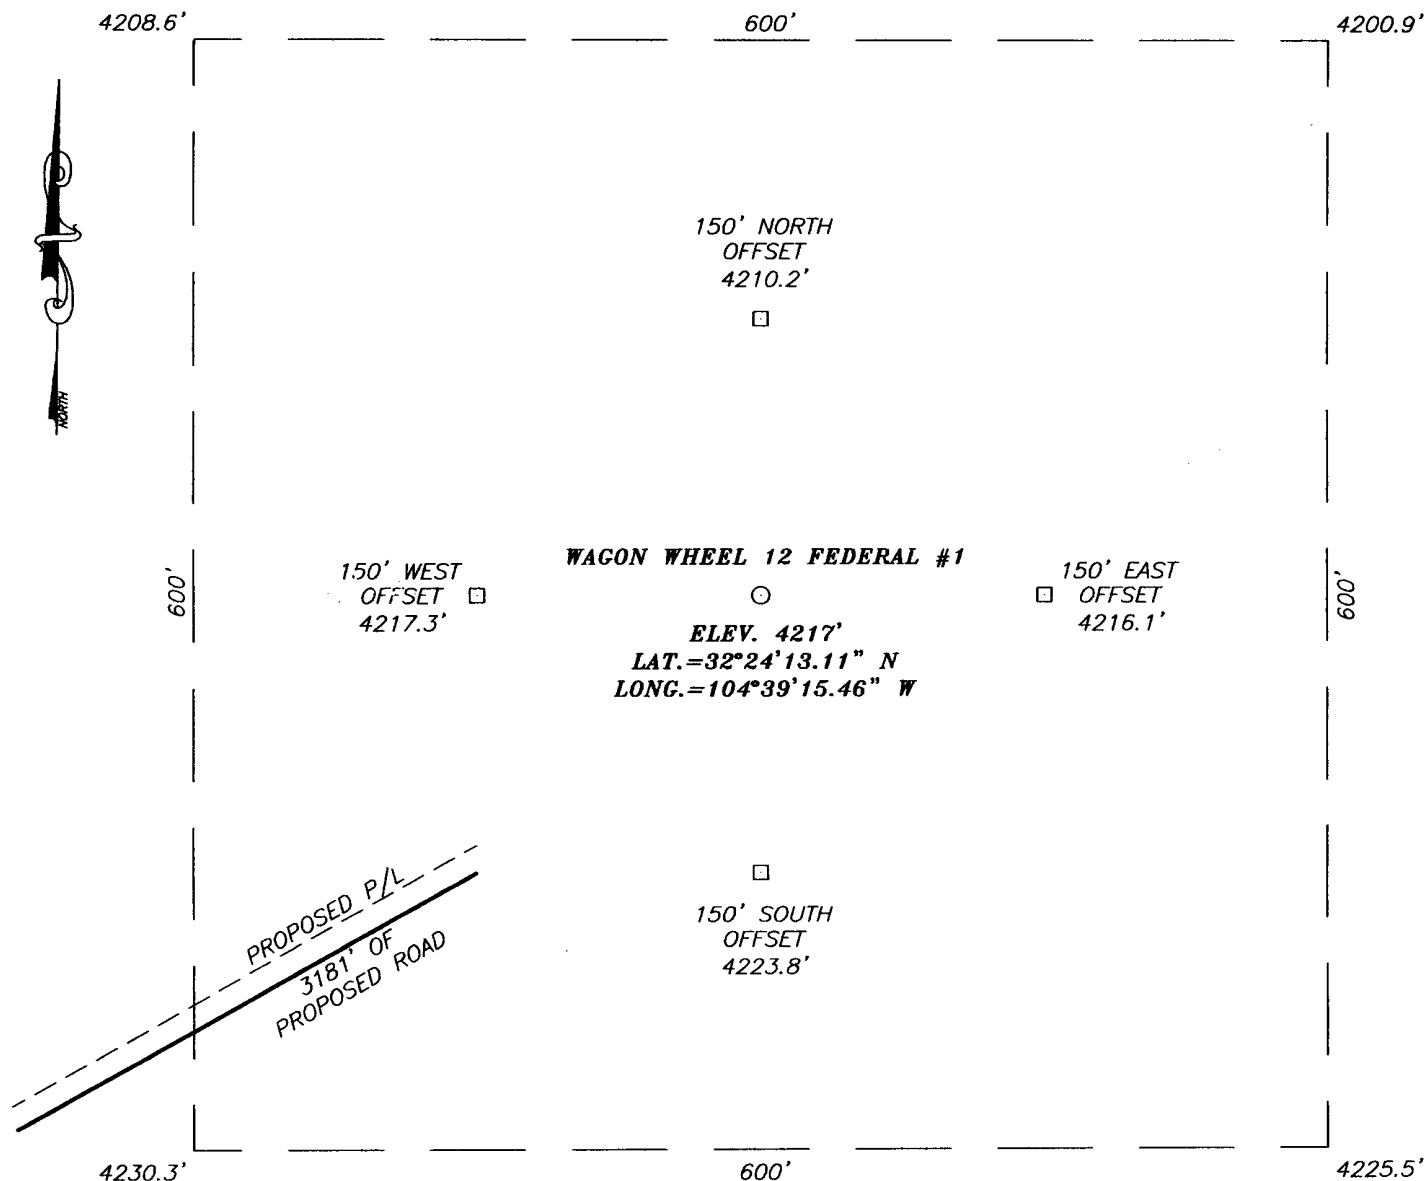 4208.6'
600'
4200.9'
NORTH
150' NORTH
OFFSET
4210.2'
600'
150' WEST
OFFSET
4217.3'
WAGON WHEEL 12 FEDERAL #1
ELEV. 4217'
LAT.=32°24'13.11" N
LONG.=104°39'15.46" W
150' EAST
OFFSET
4216.1'
600'
PROPOSED P/L
3181' OF
PROPOSED ROAD
150' SOUTH
OFFSET
4223.8'
4230.3'
600'
4225.5'